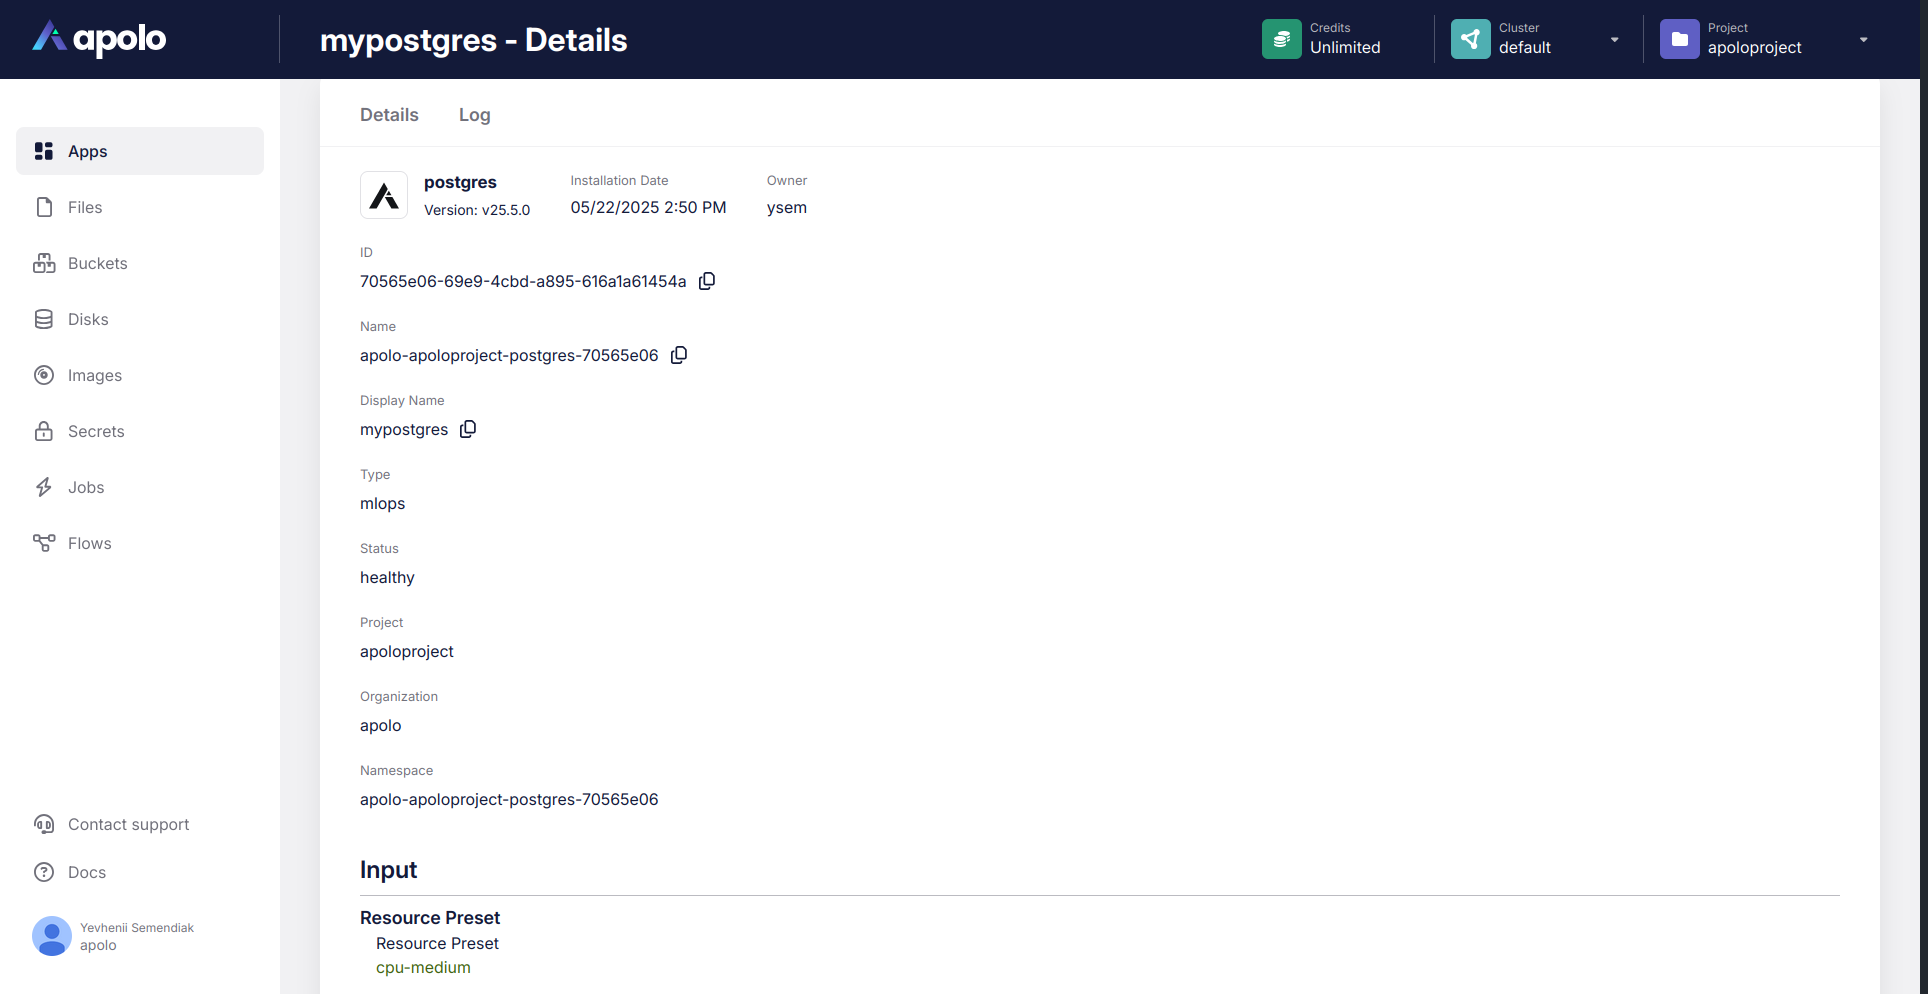 apolo
mypostgres - Details
Credits
Unlimited
Cluster
default
Project
apoloproject
Apps
Files
Buckets
Disks
Images
Secrets
Jobs
Flows
Contact support
Docs
Yevhenii Semendiak
apolo
Details
Log
postgres
Version: v25.5.0
Installation Date
05/22/2025 2:50 PM
Owner
ysem
ID
70565e06-69e9-4cbd-a895-616a1a61454a
Name
apolo-apoloproject-postgres-70565e06
Display Name
mypostgres
Type
mlops
Status
healthy
Project
apoloproject
Organization
apolo
Namespace
apolo-apoloproject-postgres-70565e06
Input
Resource Preset
Resource Preset
cpu-medium